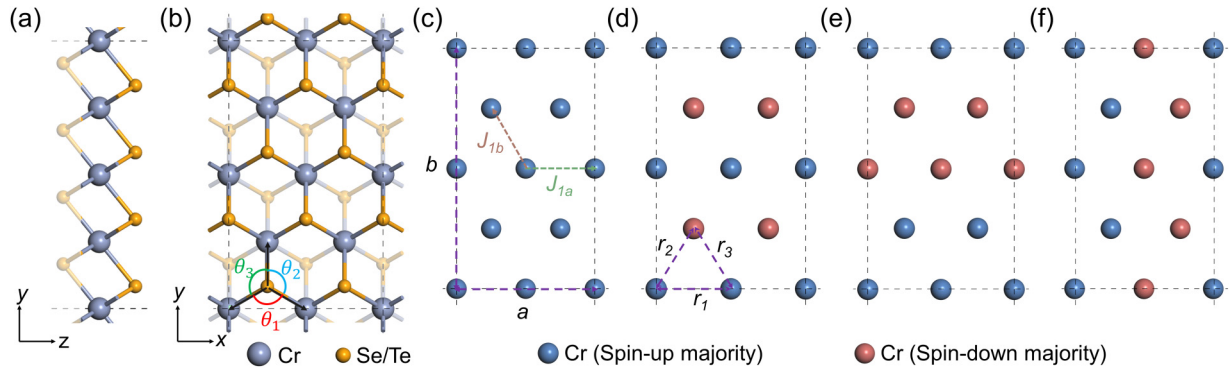 (a) (b) (c) (d) (e) (f)
J1b
b J1a
θ3 θ2 r2 r3
y y θ1 r1
z x a
Cr Se/Te Cr (Spin-up majority) Cr (Spin-down majority)